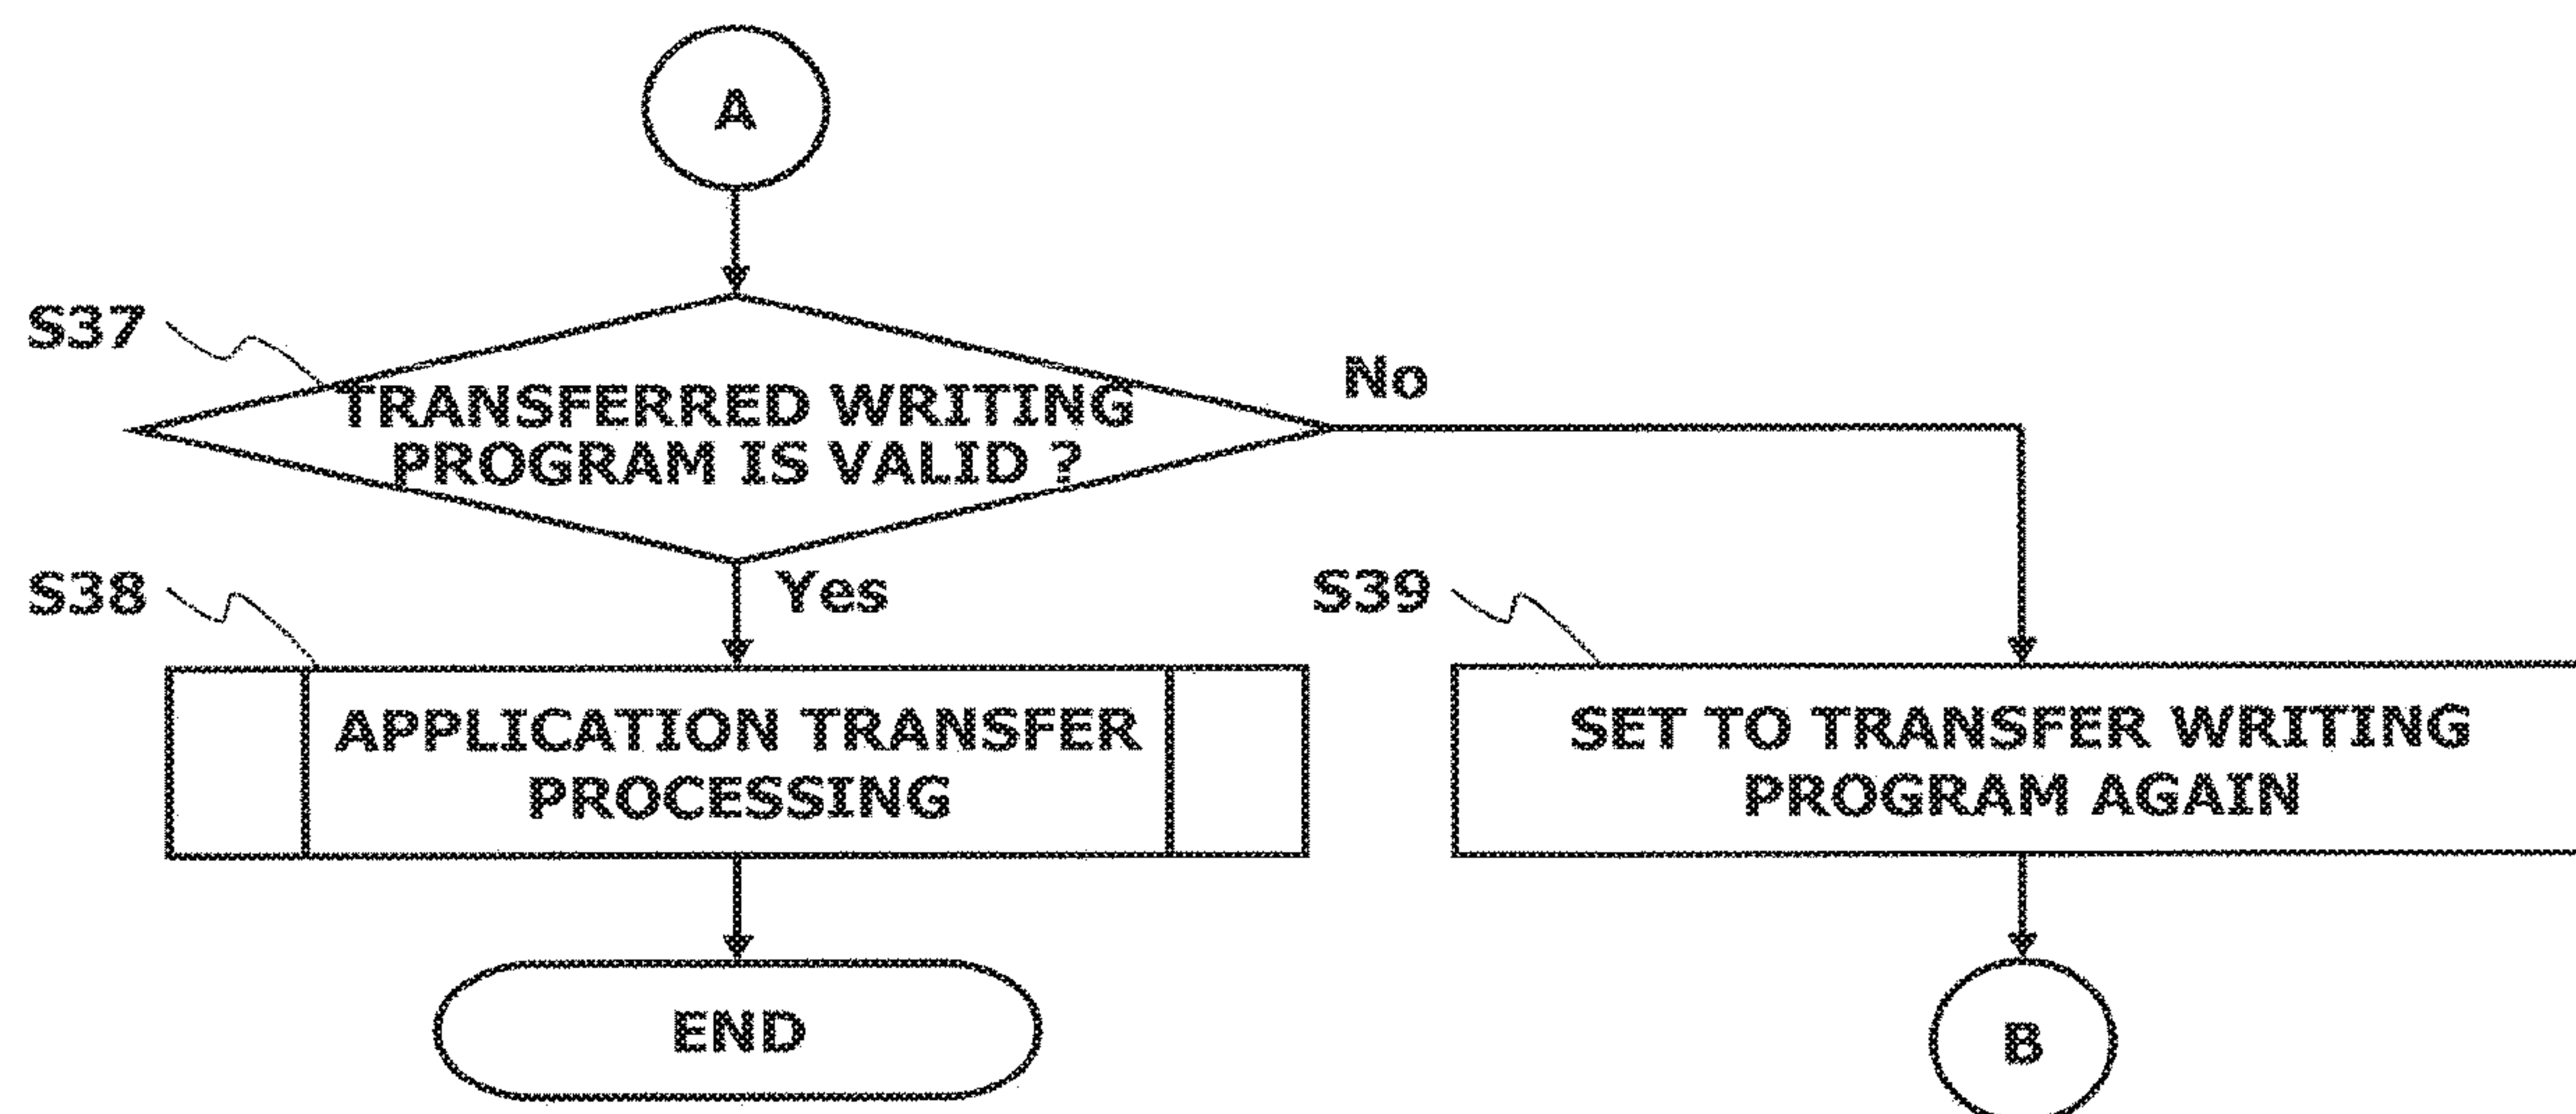 A
S37
TRANSFERRED WRITING
PROGRAM IS VALID ?
No
Yes
S38
APPLICATION TRANSFER
PROCESSING
S39
SET TO TRANSFER WRITING
PROGRAM AGAIN
END
B